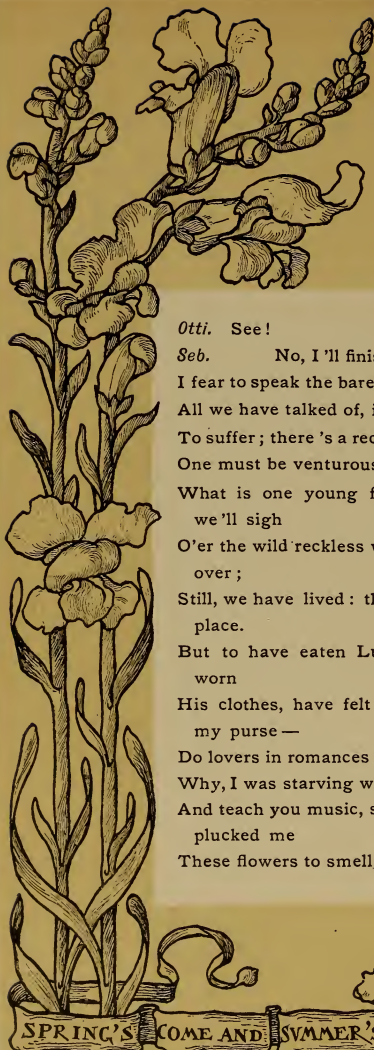 Otti. See!
Seb. No, I'll finis
I fear to speak the bare
All we have talked of, i
To suffer; there's a rec
One must be venturous
What is one young f
we'll sigh
O'er the wild reckless w
over;
Still, we have lived: th
place.
But to have eaten Lu
worn
His clothes, have felt
my purse—
Do lovers in romances
Why, I was starving w
And teach you music, s
plucked me
These flowers to smell,
SPRING'S COME AND SVMMER'S